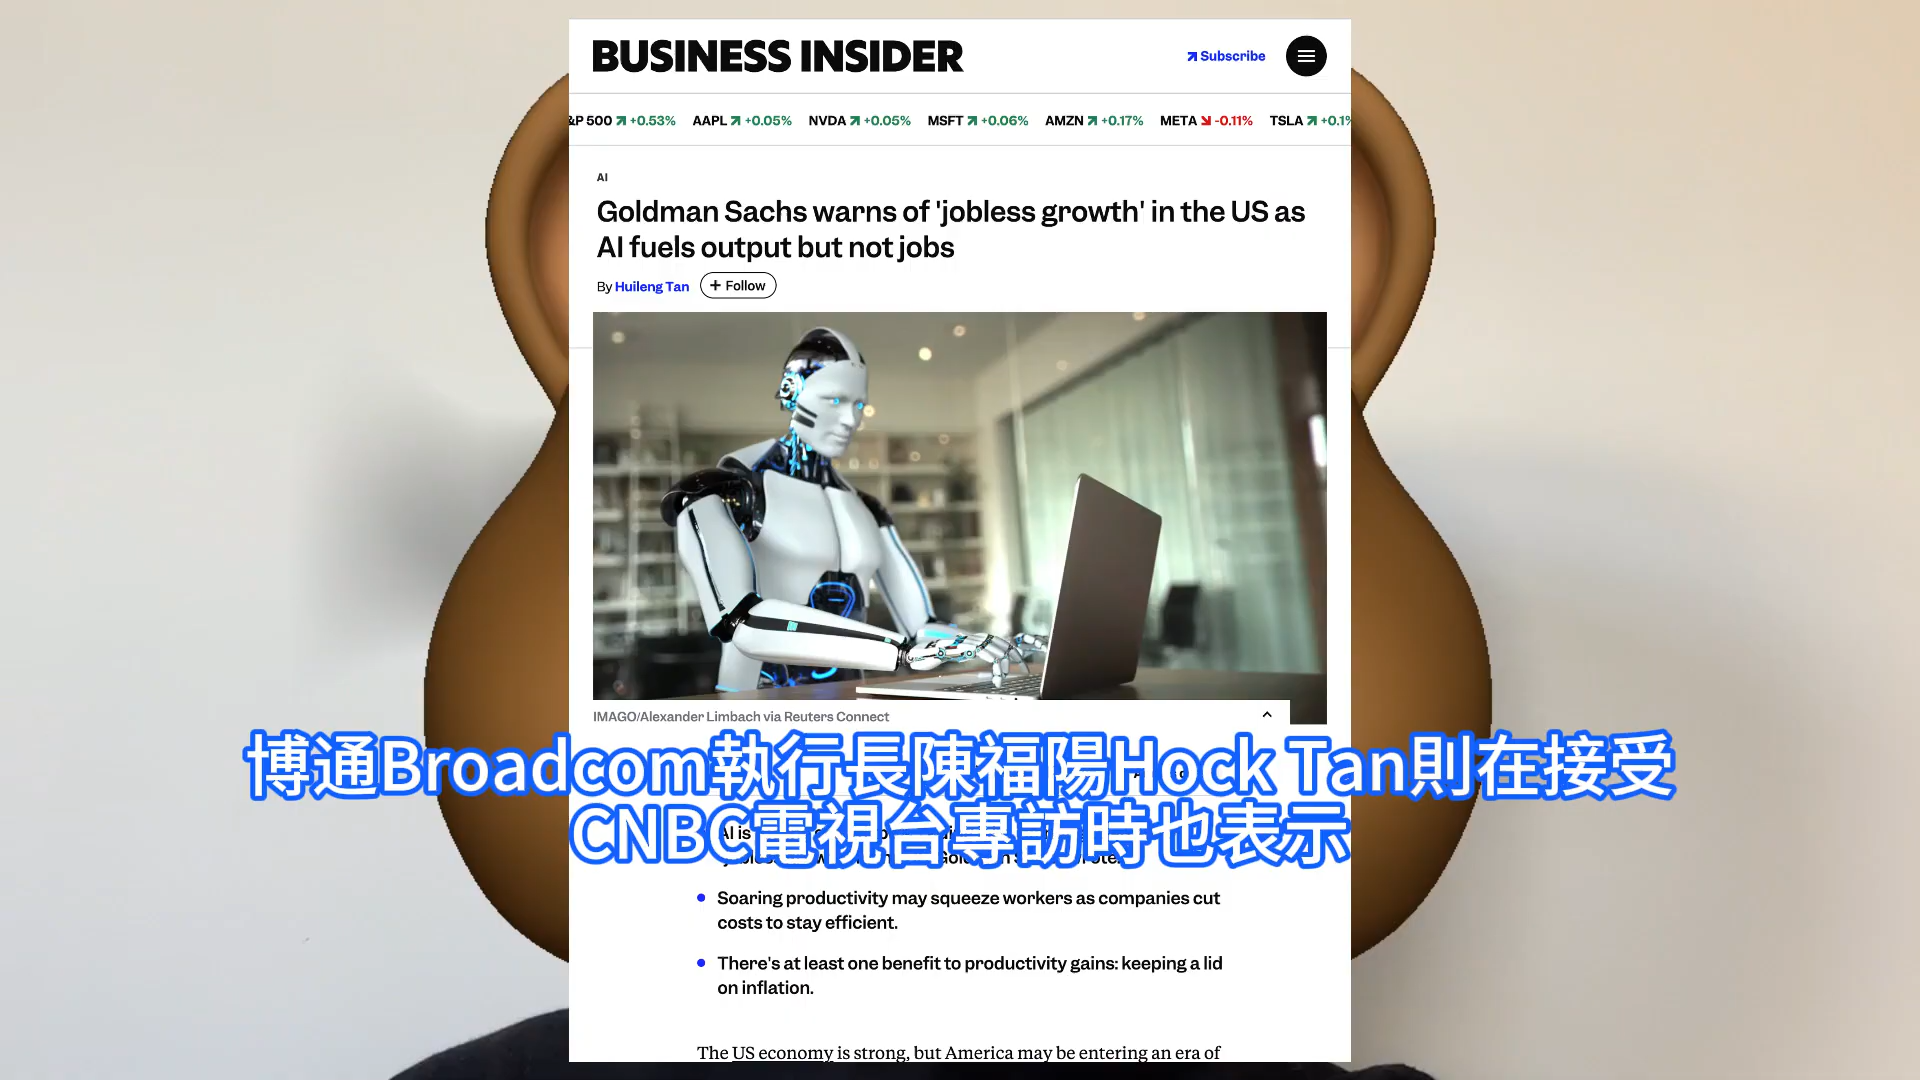 BUSINESS INSIDER
Subscribe
&P 500 +0.53% AAPL +0.05% NVDA +0.05% MSFT +0.06% AMZN +0.17% META -0.11% TSLA +0.1%
AI
Goldman Sachs warns of 'jobless growth' in the US as
AI fuels output but not jobs
By Huileng Tan + Follow
IMAGO/Alexander Limbach via Reuters Connect
博通Broadcom執行長陳福陽Hock Tan則在接受
CNBC電視台專訪時也表示
AI is
Soaring productivity may squeeze workers as companies cut
costs to stay efficient.
There's at least one benefit to productivity gains: keeping a lid
on inflation.
The US economy is strong, but America may be entering an era of